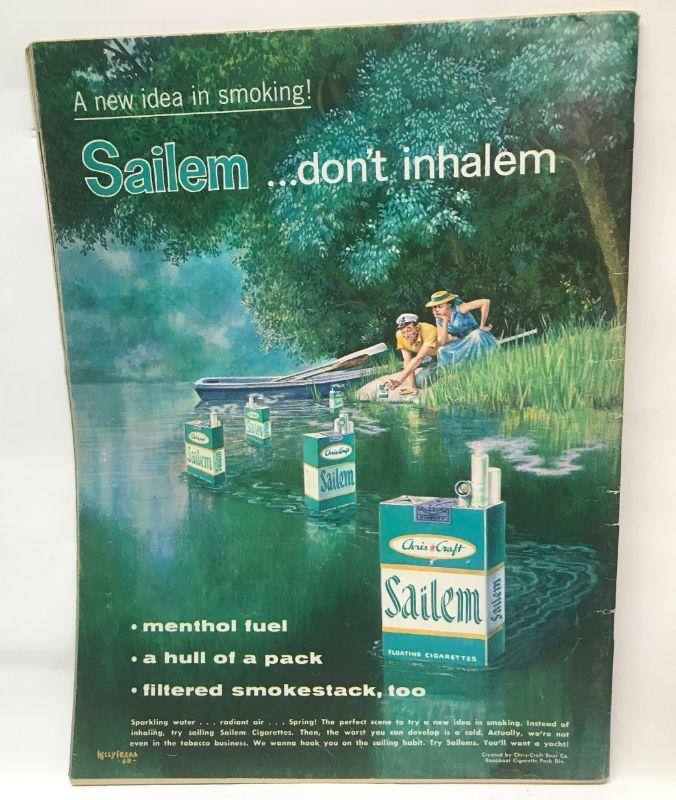 A new idea in smoking!
Sailem ...don't inhalem
Chris Craft
Sailem
Sailem
Sailem
Chris Craft
Sailem
Chris ★ Craft
Sailem
Sailem
FLOATING CIGARETTES
• menthol fuel
• a hull of a pack
• filtered smokestack, too
Sparkling water . . . radiant air . . . Spring! The perfect scene to try a new idea in smoking. Instead of
inhaling, try sailing Sailem Cigarettes. Then, the worst you can develop is a cold. Actually, we're not
even in the tobacco business. We wanna hook you on the sailing habit. Try Sailems. You'll want a yacht!
Created by Chris-Craft Boat Co.
Bananboat Cigarette Pack Div.
KELLY FREAS
-60-